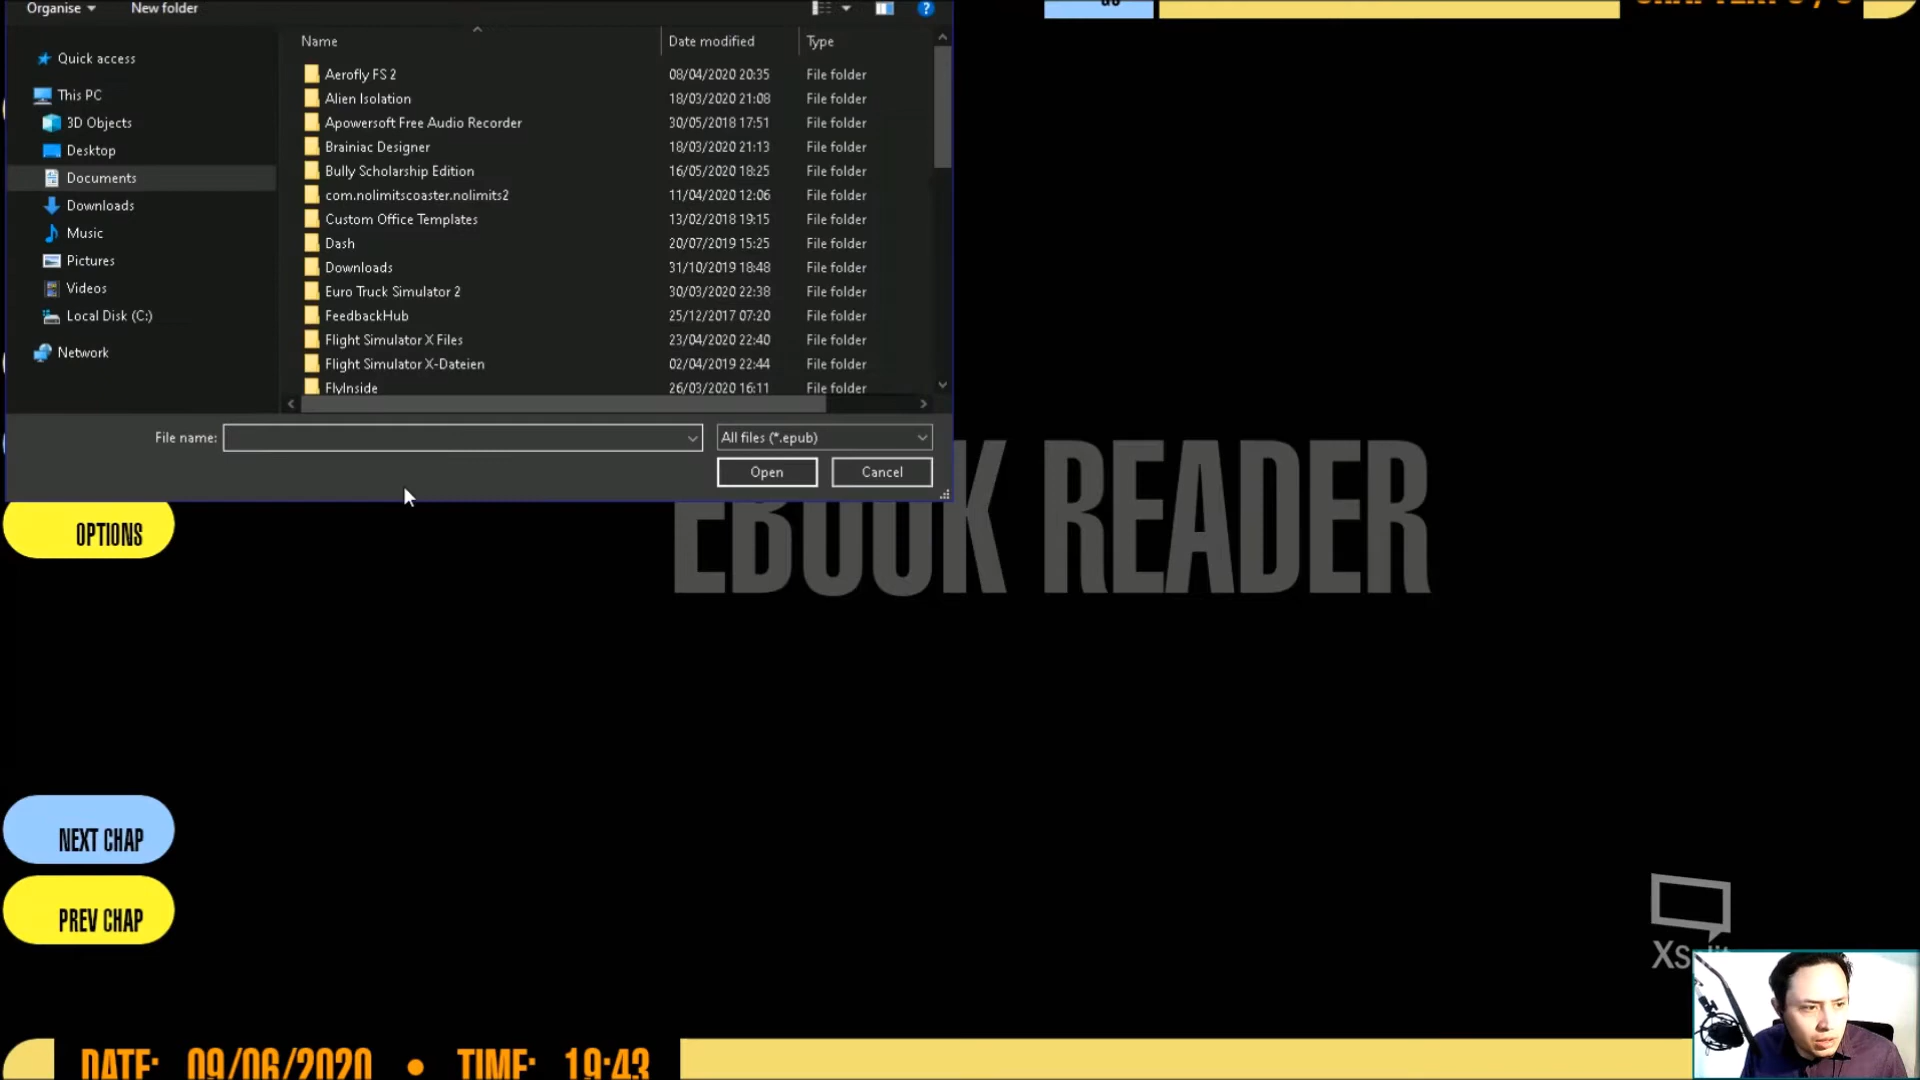 Organise New folder
Name Date modified Type
Quick access
This PC
3D Objects
Desktop
Documents
Downloads
Music
Pictures
Videos
Local Disk (C:)
Network
Aerofly FS 2 08/04/2020 20:35 File folder
Alien Isolation 18/03/2020 21:08 File folder
Apowersoft Free Audio Recorder 30/05/2018 17:51 File folder
Brainiac Designer 18/03/2020 21:13 File folder
Bully Scholarship Edition 16/05/2020 18:25 File folder
com.nolimitscoaster.nolimits2 11/04/2020 12:06 File folder
Custom Office Templates 13/02/2018 19:15 File folder
Dash 20/07/2019 15:25 File folder
Downloads 31/10/2019 18:48 File folder
Euro Truck Simulator 2 30/03/2020 22:38 File folder
FeedbackHub 25/12/2017 07:20 File folder
Flight Simulator X Files 23/04/2020 22:40 File folder
Flight Simulator X-Dateien 02/04/2019 22:44 File folder
FlyInside 26/03/2020 16:11 File folder
File name: All files (*.epub)
Open Cancel
EBOOK READER
OPTIONS
NEXT CHAP
PREV CHAP
DATE: 09/06/2020 • TIME: 19:43